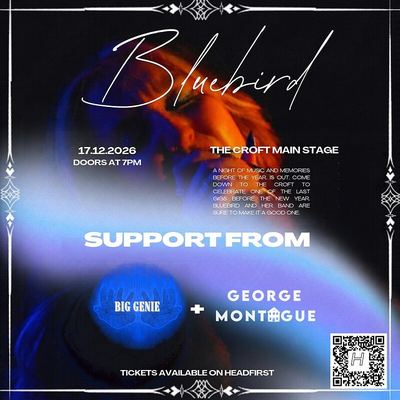 Bluebird
17.12.2026
DOORS AT 7PM
THE CROFT MAIN STAGE
A NIGHT OF MUSIC AND MEMORIES
BEFORE THE YEAR. IS OUT. COME
DOWN TO THE CROFT TO
CELEBRATE ONE OF THE LAST
GIGS BEFORE THE NEW YEAR.
BLUEBIRD AND HER BAND ARE
SURE TO MAKE IT A GOOD ONE.
SUPPORT FROM
BIG GENIE
+
GEORGE
MONTAGUE
H
TICKETS AVAILABLE ON HEADFIRST